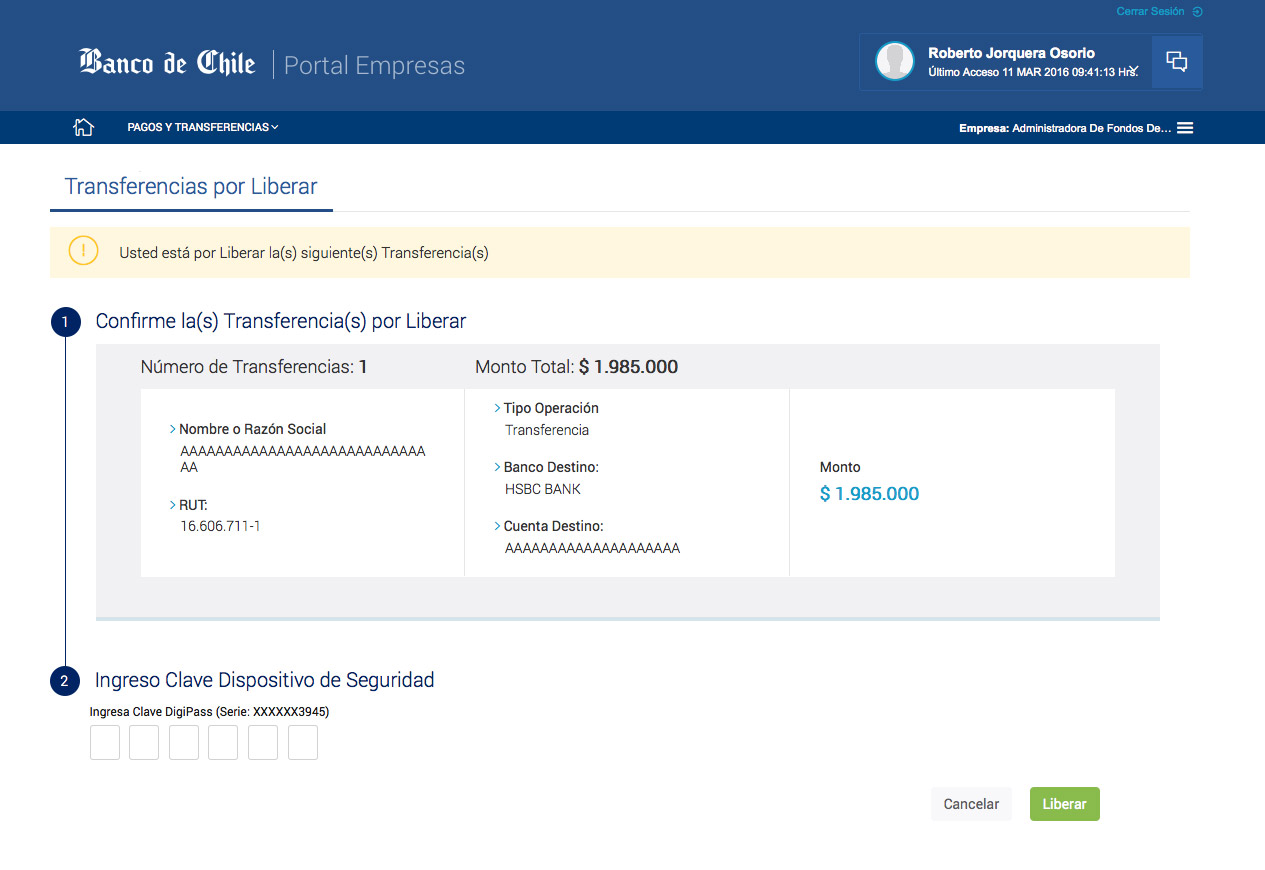 Cerrar Sesión
Banco de Chile | Portal Empresas
Roberto Jorquera Osorio
Último Acceso 11 MAR 2016 09:41:13 Hrs.
PAGOS Y TRANSFERENCIAS
Empresa: Administradora De Fondos De...
Transferencias por Liberar
Usted está por Liberar la(s) siguiente(s) Transferencia(s)
1 Confirme la(s) Transferencia(s) por Liberar
Número de Transferencias: 1 Monto Total: $ 1.985.000
Nombre o Razón Social
AAAAAAAAAAAAAAAAAAAAAAAAAAAA
AA
RUT:
16.606.711-1
Tipo Operación
Transferencia
Banco Destino:
HSBC BANK
Cuenta Destino:
AAAAAAAAAAAAAAAAAAAA
Monto
$ 1.985.000
2 Ingreso Clave Dispositivo de Seguridad
Ingresa Clave DigiPass (Serie: XXXXXX3945)
Cancelar Liberar